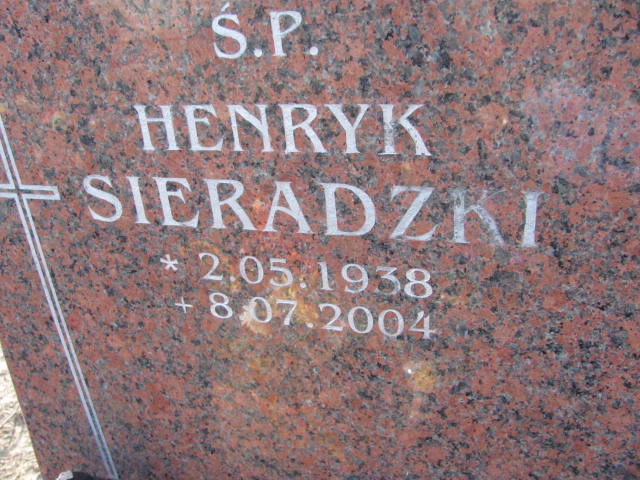 Ś.P.
HENRYK
SIERADZKI
* 2.05.1938
+ 8.07.2004